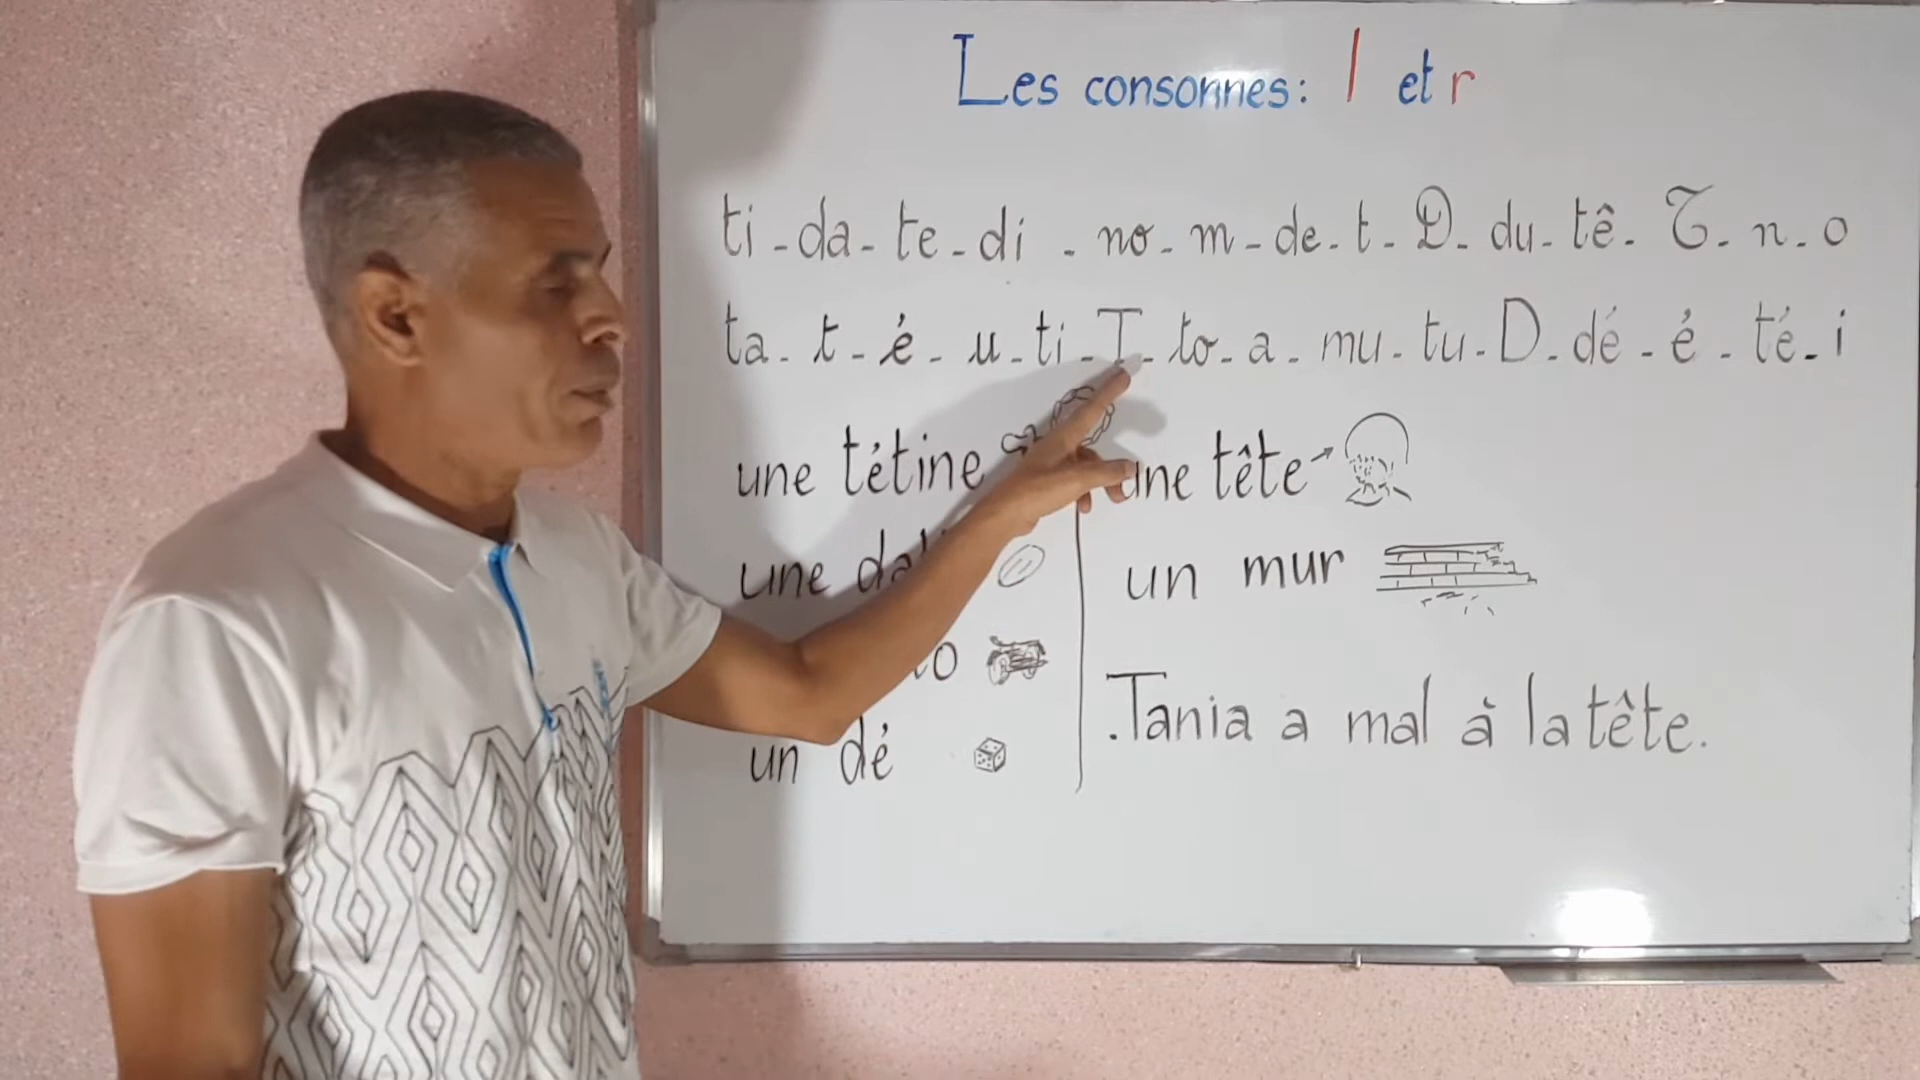 Les consonnes: l et r
ti - da - te - di - no - m - de - t - D - du - tê - T - n - o
ta - t - é - u - ti - T - to - a - mu - tu - D - dé - é - té - i
une tétine
une
un dé
une tête
un mur
.Tania a mal à la tête.